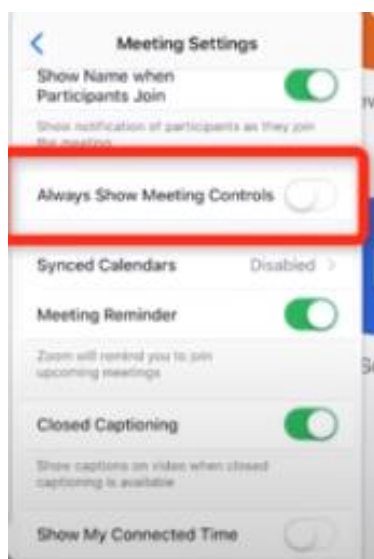 Meeting Settings
Show Name when
Participants Join
Show notification of participants as they join
the meeting
Always Show Meeting Controls
Synced Calendars Disabled >
Meeting Reminder
Zoom will remind you to join
upcoming meetings
Closed Captioning
Show captions on video when closed
captioning is available
Show My Connected Time